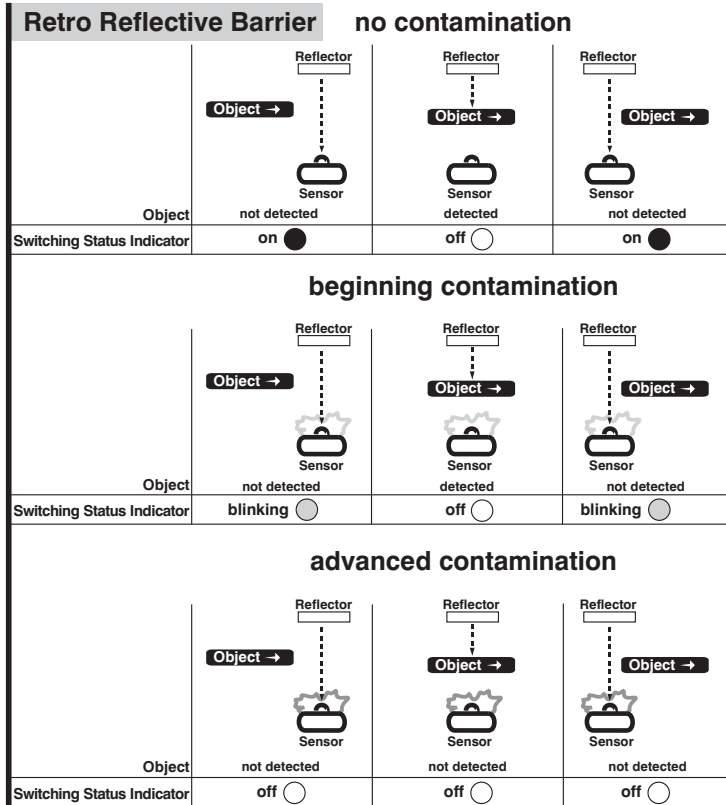 Retro Reflective Barrier no contamination
Reflector Reflector Reflector
Object → Object → Object →
Sensor Sensor Sensor
Object not detected detected not detected
Switching Status Indicator on off on
beginning contamination
Reflector Reflector Reflector
Object → Object → Object →
Sensor Sensor Sensor
Object not detected detected not detected
Switching Status Indicator blinking off blinking
advanced contamination
Reflector Reflector Reflector
Object → Object → Object →
Sensor Sensor Sensor
Object not detected not detected not detected
Switching Status Indicator off off off